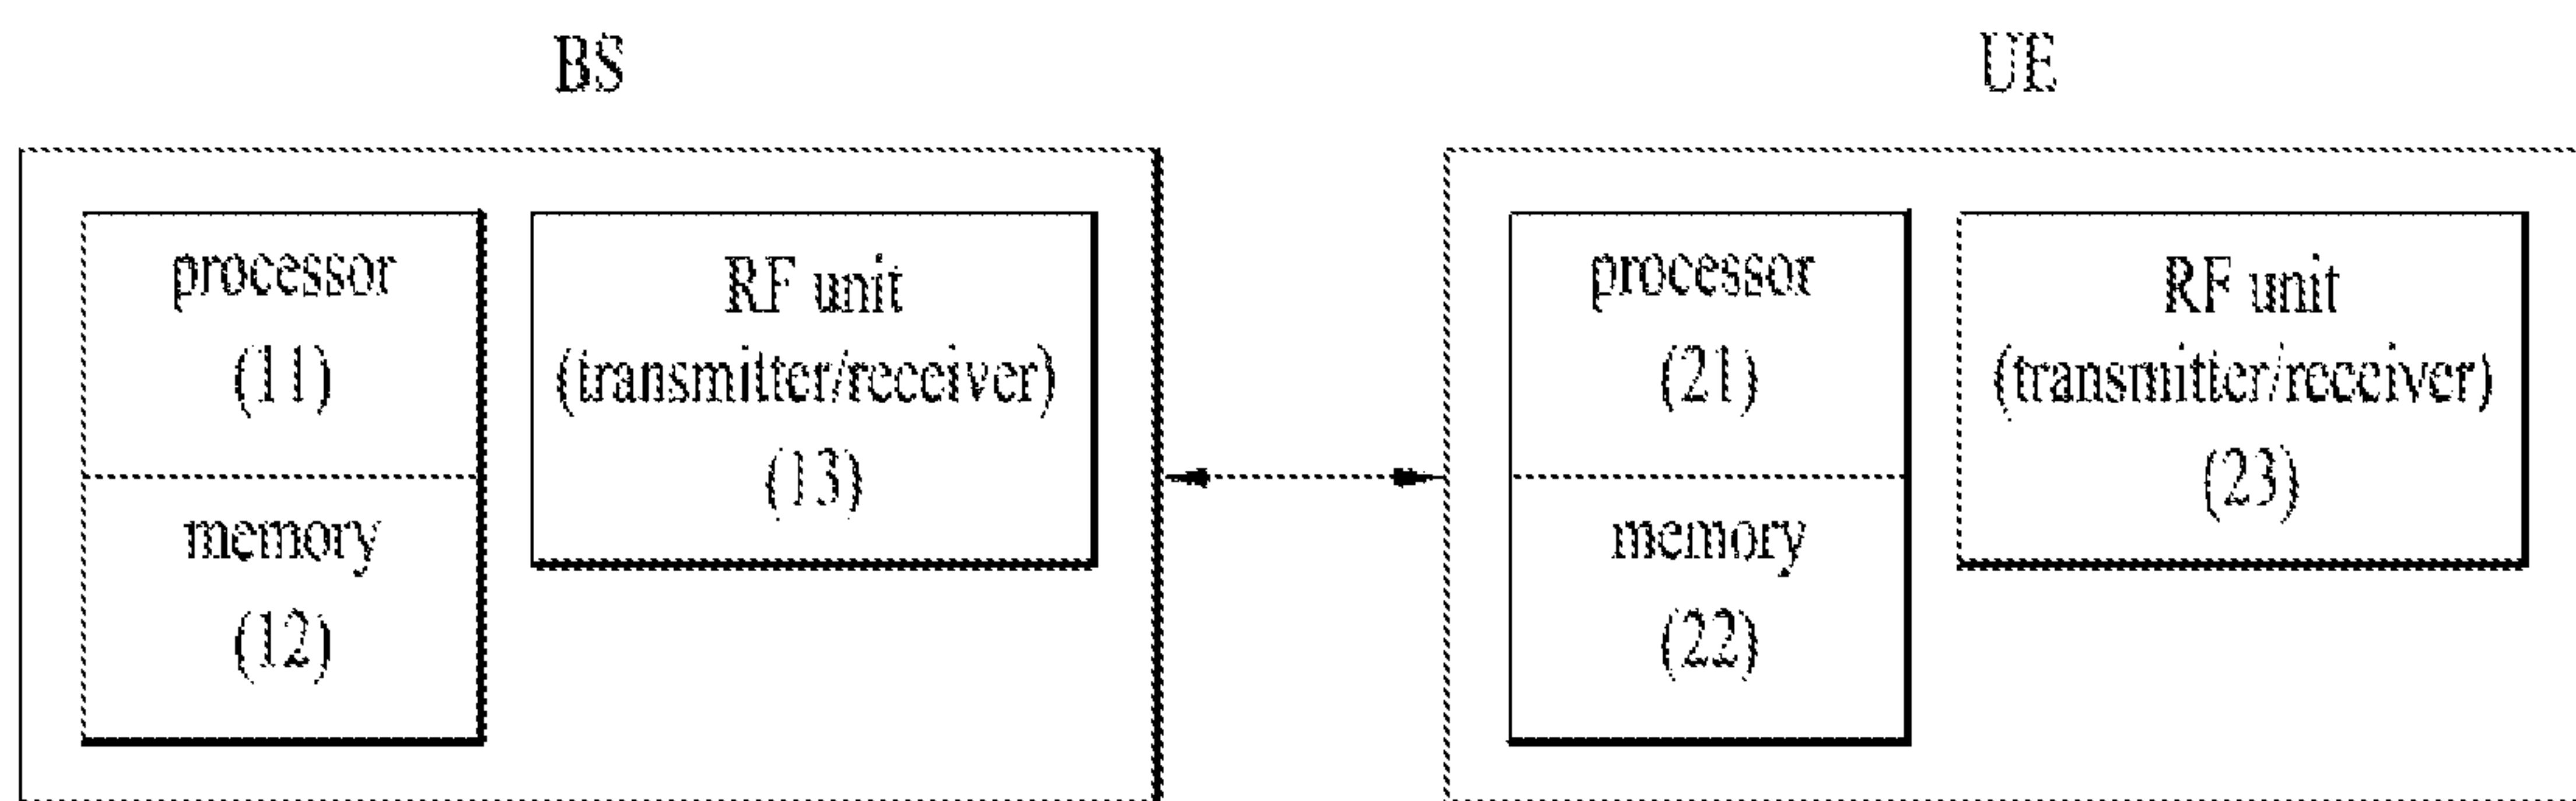 BS
processor
(11)
memory
(12)
RF unit
(transmitter/receiver)
(13)
UE
processor
(21)
memory
(22)
RF unit
(transmitter/receiver)
(23)